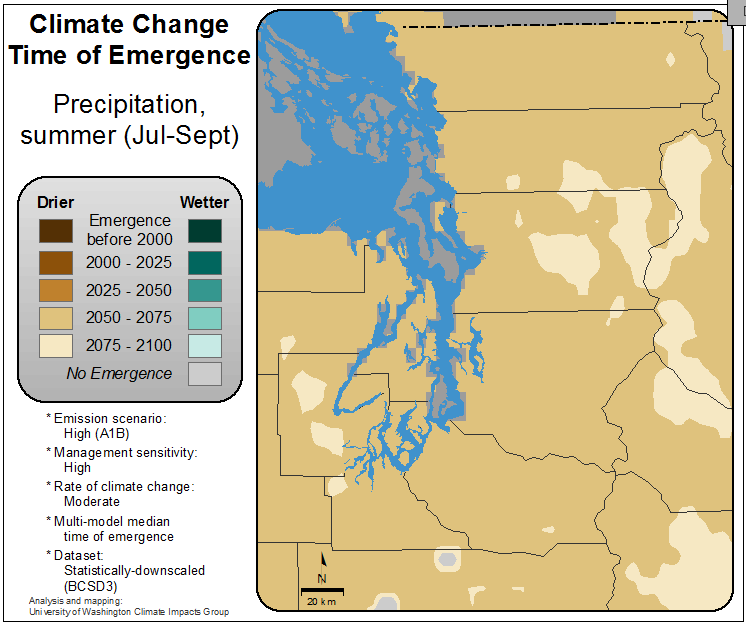 Climate Change
Time of Emergence
Precipitation,
summer (Jul-Sept)
Drier
Wetter
Emergence
before 2000
2000 - 2025
2025 - 2050
2050 - 2075
2075 - 2100
No Emergence
* Emission scenario:
High (A1B)
* Management sensitivity:
High
* Rate of climate change:
Moderate
* Multi-model median
time of emergence
* Dataset:
Statistically-downscaled
(BCSD3)
Analysis and mapping:
University of Washington Climate Impacts Group
N
20 km